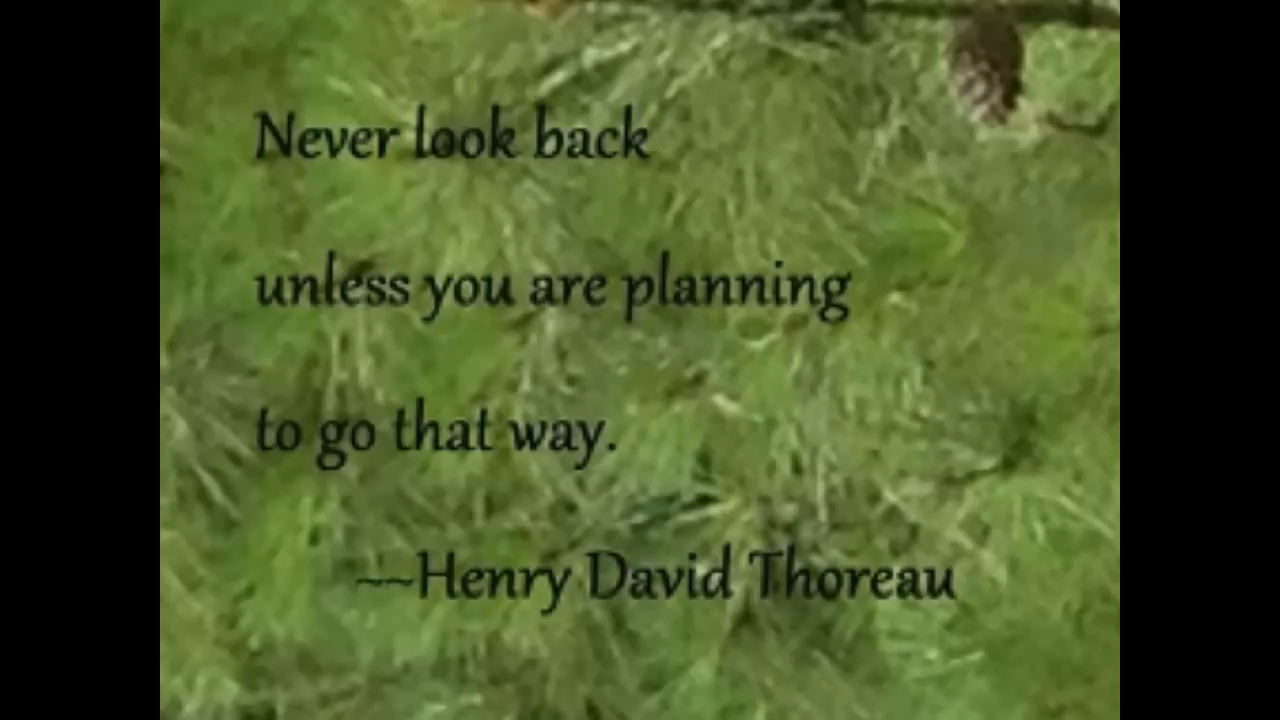 Never look back
unless you are planning
to go that way.
~~Henry David Thoreau